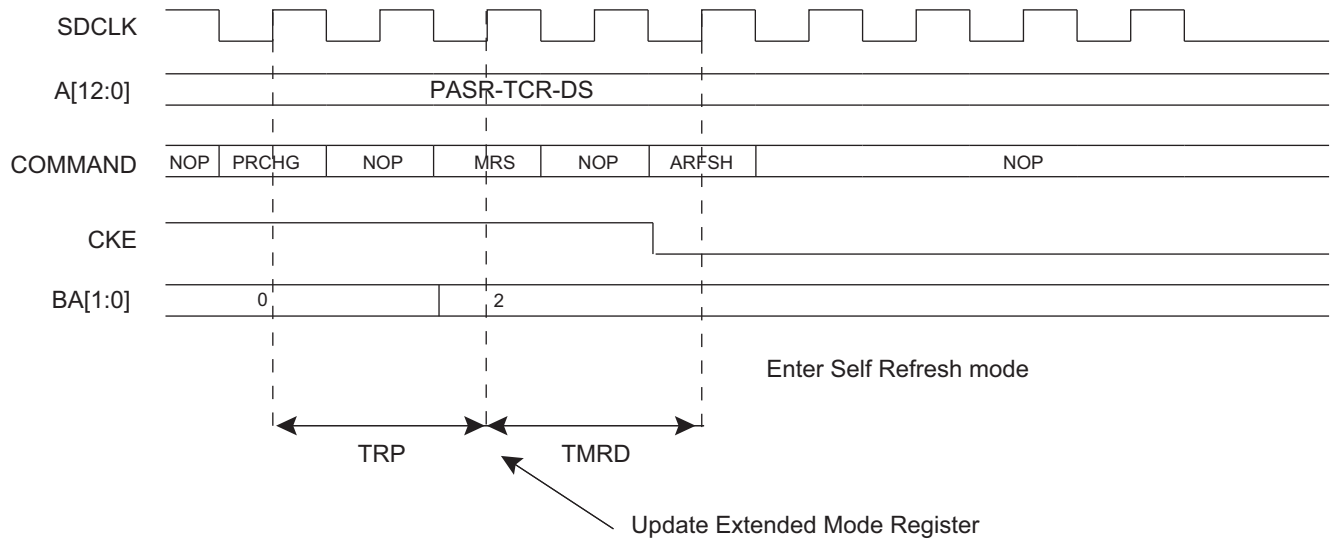 SDCLK
A[12:0] PASR-TCR-DS
COMMAND NOP PRCHG NOP MRS NOP ARFSH NOP
CKE
BA[1:0] 0 2
Enter Self Refresh mode
TRP TMRD
Update Extended Mode Register